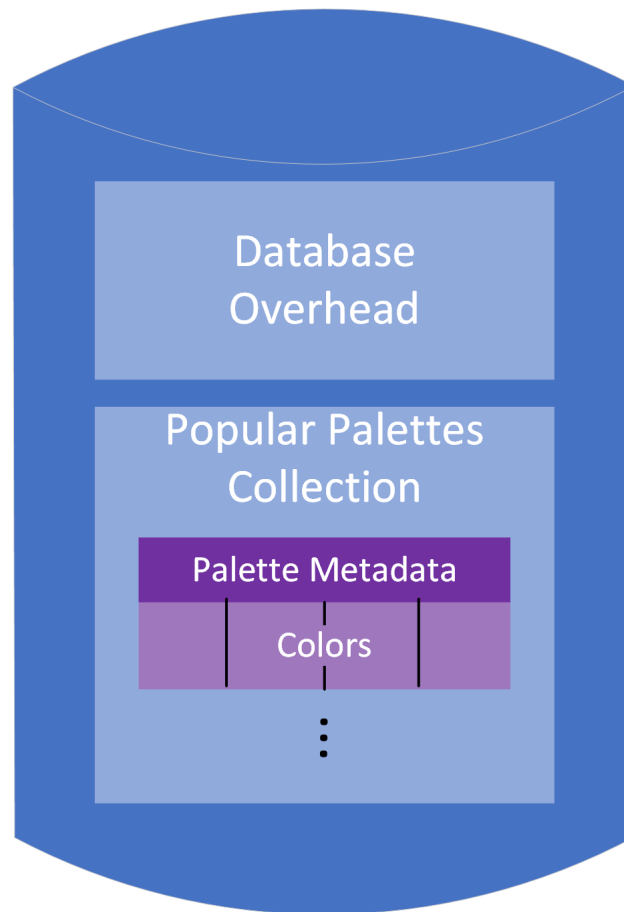 Database
Overhead
Popular Palettes
Collection
Palette Metadata
Colors